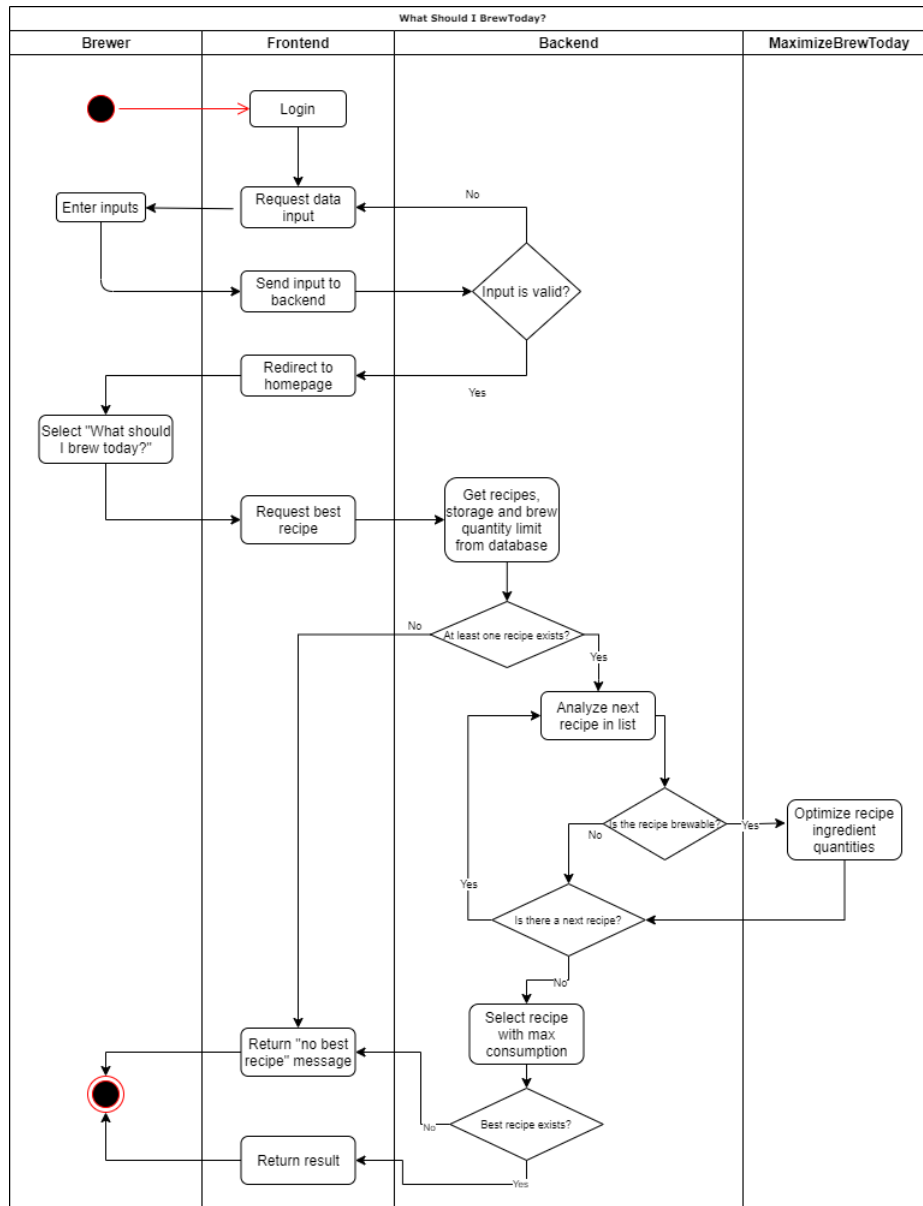 What Should I BrewToday?
Brewer
Frontend
Backend
MaximizeBrewToday
Login
Enter inputs
Request data
input
No
Send input to
backend
Input is valid?
Redirect to
homepage
Yes
Select "What should
I brew today?"
Request best
recipe
Get recipes,
storage and brew
quantity limit
from database
No
At least one recipe exists?
Yes
Analyze next
recipe in list
Is the recipe brewable?
Yes
Optimize recipe
ingredient
quantities
No
Yes
Is there a next recipe?
No
Select recipe
with max
consumption
Return "no best
recipe" message
No
Best recipe exists?
Return result
Yes